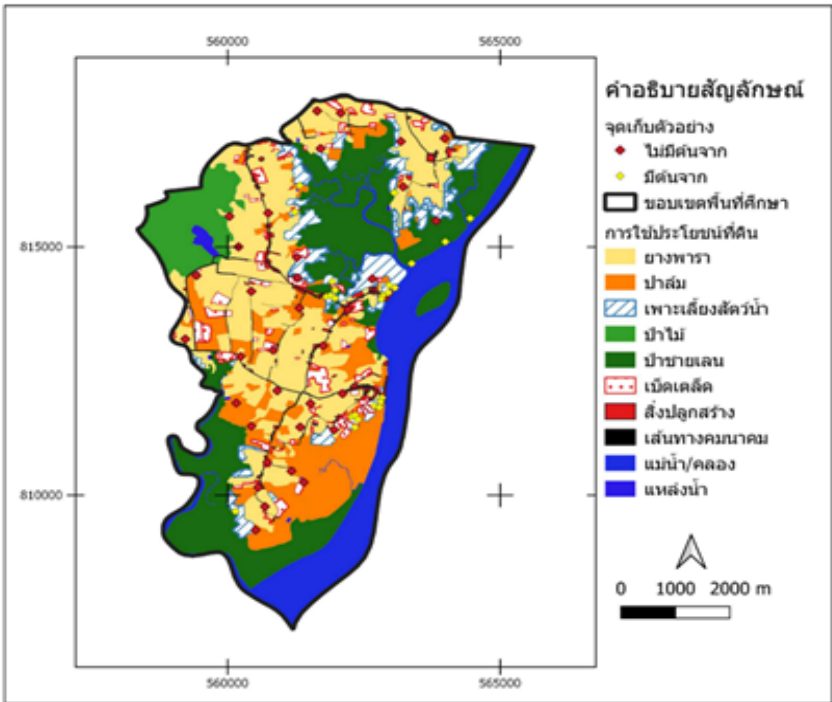 560000
565000
815000
815000
810000
810000
560000
565000
คำอธิบายสัญลักษณ์
จุดเก็บตัวอย่าง
ไม่มีต้นจาก
มีต้นจาก
ขอบเขตพื้นที่ศึกษา
การใช้ประโยชน์ที่ดิน
ยางพารา
ปาล์ม
เพาะเลี้ยงสัตว์น้ำ
ป่าไม้
ป่าชายเลน
เบ็ดเตล็ด
สิ่งปลูกสร้าง
เส้นทางคมนาคม
แม่น้ำ/คลอง
แหล่งน้ำ
0 1000 2000 m